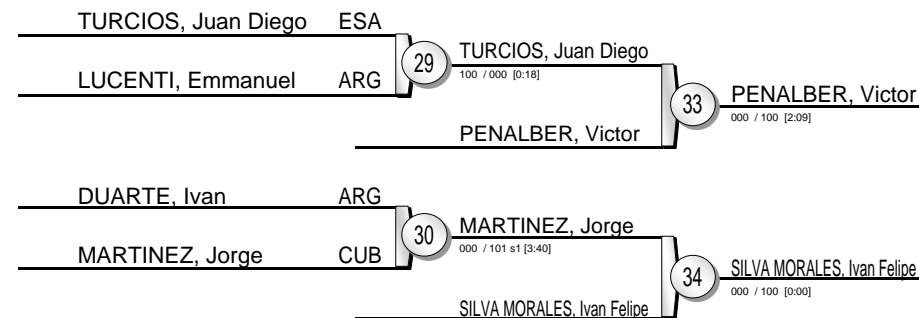 TURCIOS, Juan Diego ESA
LUCENTI, Emmanuel ARG
29
TURCIOS, Juan Diego
100 / 000 [0:18]
PENALBER, Victor
33
PENALBER, Victor
000 / 100 [2:09]
DUARTE, Ivan ARG
MARTINEZ, Jorge CUB
30
MARTINEZ, Jorge
000 / 101 s1 [3:40]
SILVA MORALES, Ivan Felipe
34
SILVA MORALES, Ivan Felipe
000 / 100 [0:00]